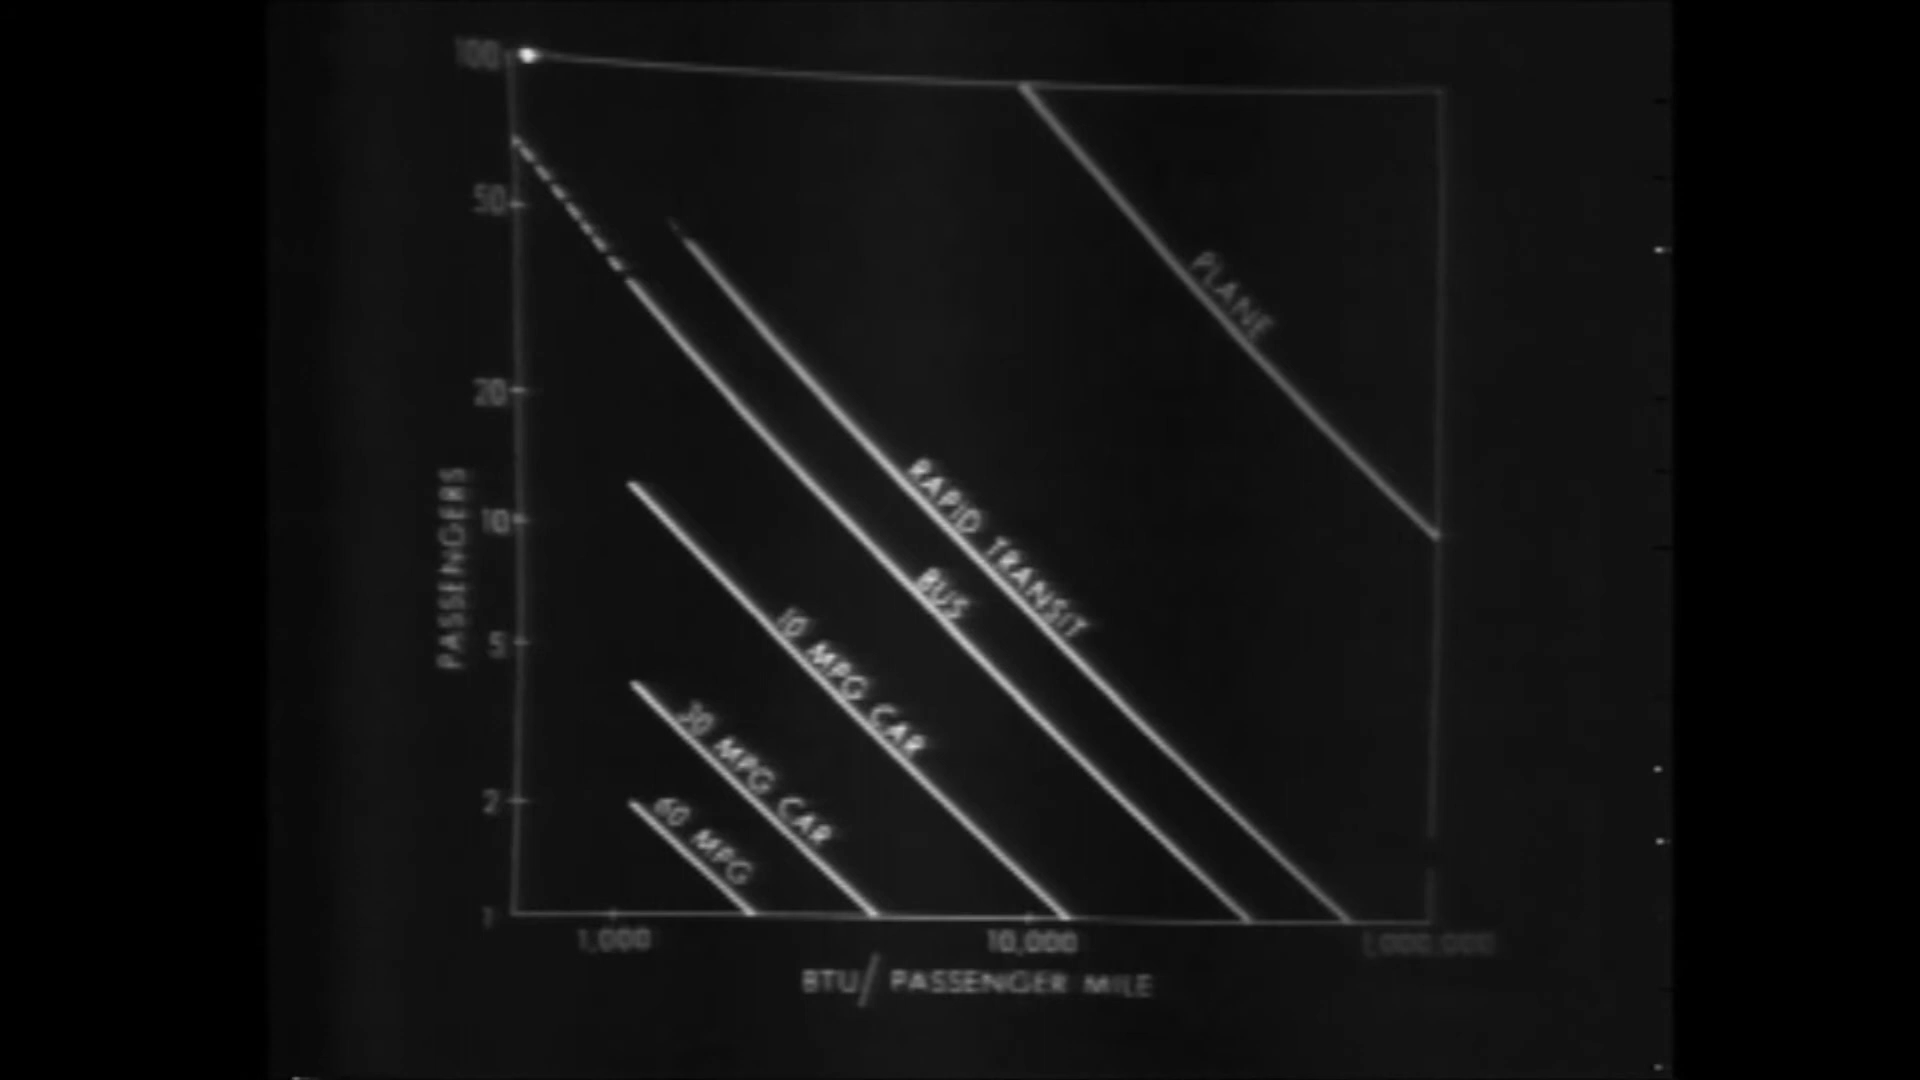 100
50
20
10
5
2
1
PASSENGERS
PLANE
RAPID TRANSIT
BUS
10 MPG CAR
30 MPG CAR
60 MPG
1,000
10,000
1,000,000
BTU/PASSENGER MILE